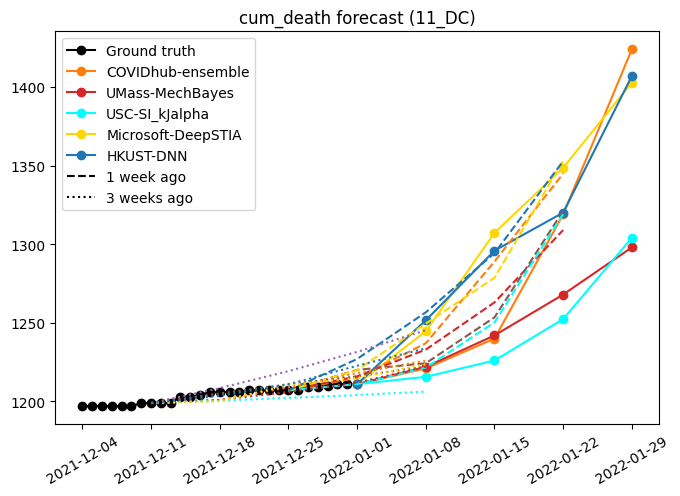 cum_death forecast (11_DC)
Ground truth
COVIDhub-ensemble
UMass-MechBayes
USC-SI_kJalpha
Microsoft-DeepSTIA
HKUST-DNN
1 week ago
3 weeks ago
1400
1350
1300
1250
1200
2021-12-04
2021-12-11
2021-12-18
2021-12-25
2022-01-01
2022-01-08
2022-01-15
2022-01-22
2022-01-29